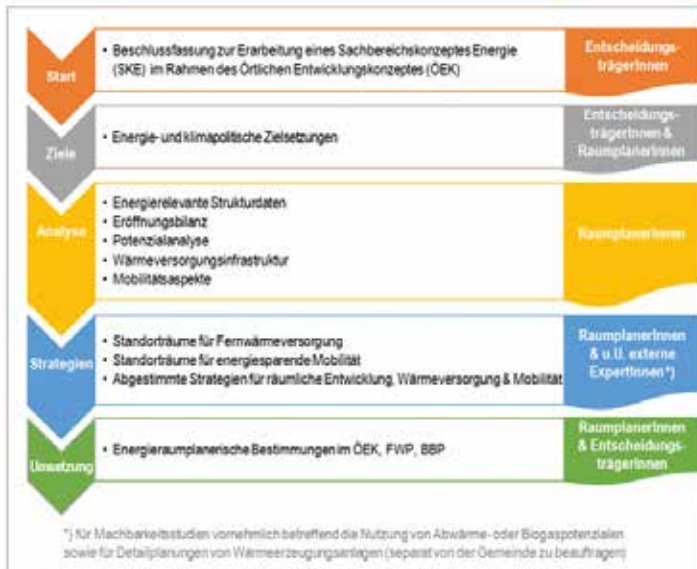 Start
• Beschlussfassung zur Erarbeitung eines Sachbereichskonzeptes Energie
(SKE) im Rahmen des Örtlichen Entwicklungskonzeptes (ÖEK)
Entscheidungs-
trägerInnen
Ziele
• Energie- und klimapolitische Zielsetzungen
Entscheidungs-
trägerInnen &
RaumplanerInnen
Analyse
• Energierelevante Strukturdaten
• Eröffnungsbilanz
• Potenzialanalyse
• Wärmeversorgungsinfrastruktur
• Mobilitätsaspekte
RaumplanerInnen
Strategien
• Standorträume für Fernwärmeversorgung
• Standorträume für energiesparende Mobilität
• Abgestimmte Strategien für räumliche Entwicklung, Wärmeversorgung & Mobilität
RaumplanerInnen
& u.U. externe
ExpertInnen*)
Umsetzung
• Energieraumplanerische Bestimmungen im ÖEK, FWP, BBP
RaumplanerInnen
& Entscheidungs-
trägerInnen
*) für Machbarkeitsstudien vornehmlich betreffend die Nutzung von Abwärme- oder Biogaspotenzialen
sowie für Detailplanungen von Wärmeerzeugungsanlagen (separat von der Gemeinde zu beauftragen)